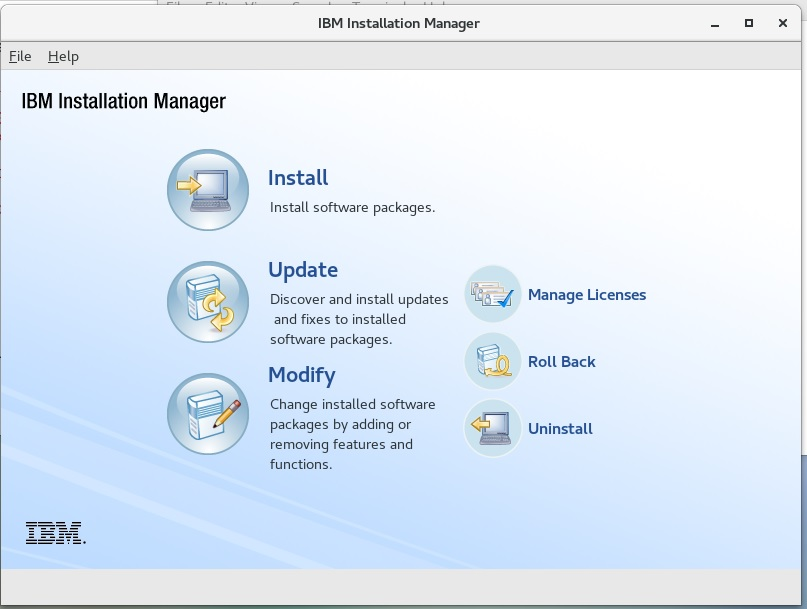 IBM Installation Manager
File Help
IBM Installation Manager
Install
Install software packages.
Update
Discover and install updates
and fixes to installed
software packages.
Modify
Change installed software
packages by adding or
removing features and
functions.
Manage Licenses
Roll Back
Uninstall
IBM.